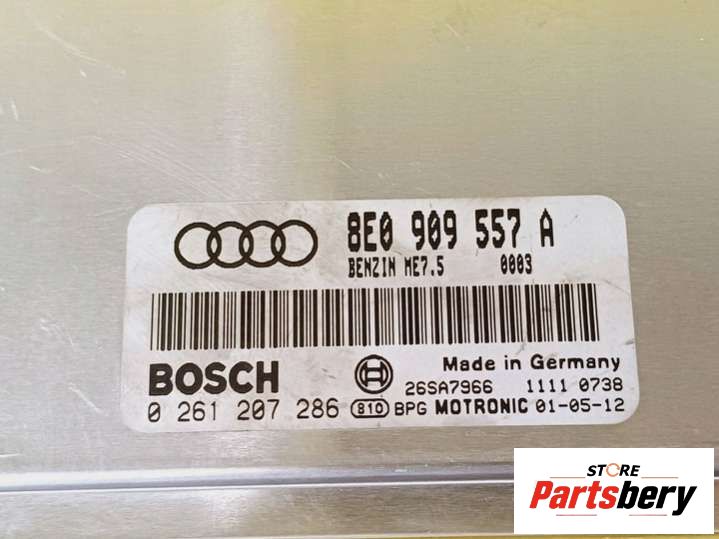 8E0 909 557 A
BENZIN ME7.5 0003
BOSCH
Made in Germany
26SA7966 1111 0738
0 261 207 286 810 BPG MOTRONIC 01-05-12
STORE
Partsbery